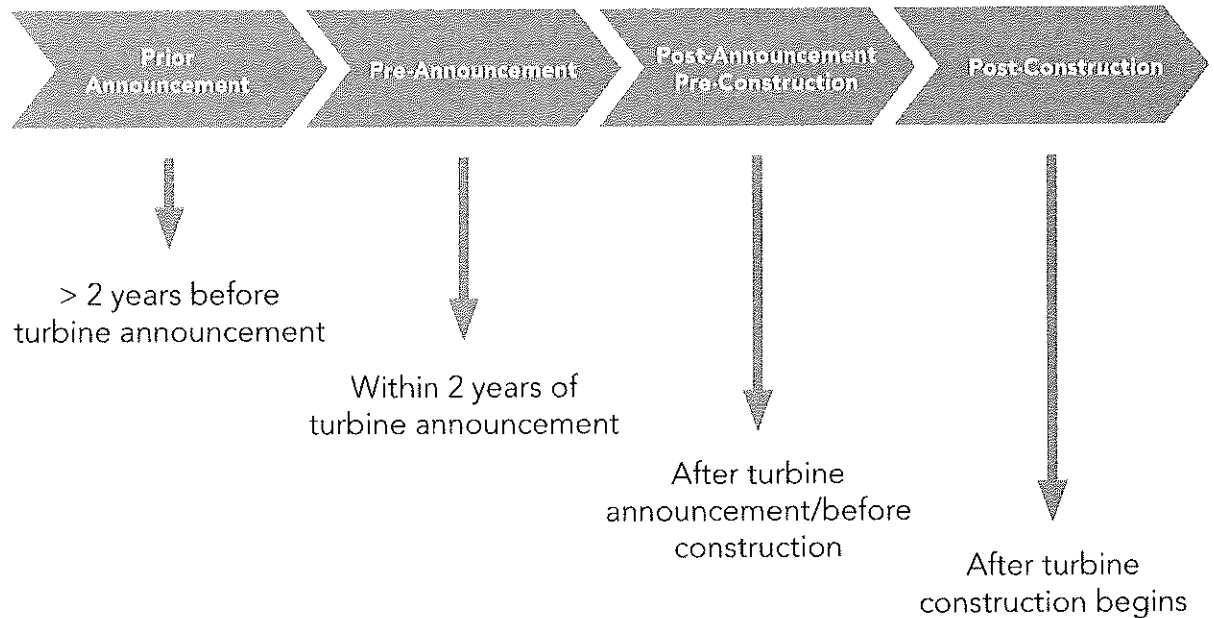 Prior
Announcement
Pre-Announcement
Post-Announcement
Pre-Construction
Post-Construction
> 2 years before
turbine announcement
Within 2 years of
turbine announcement
After turbine
announcement/before
construction
After turbine
construction begins